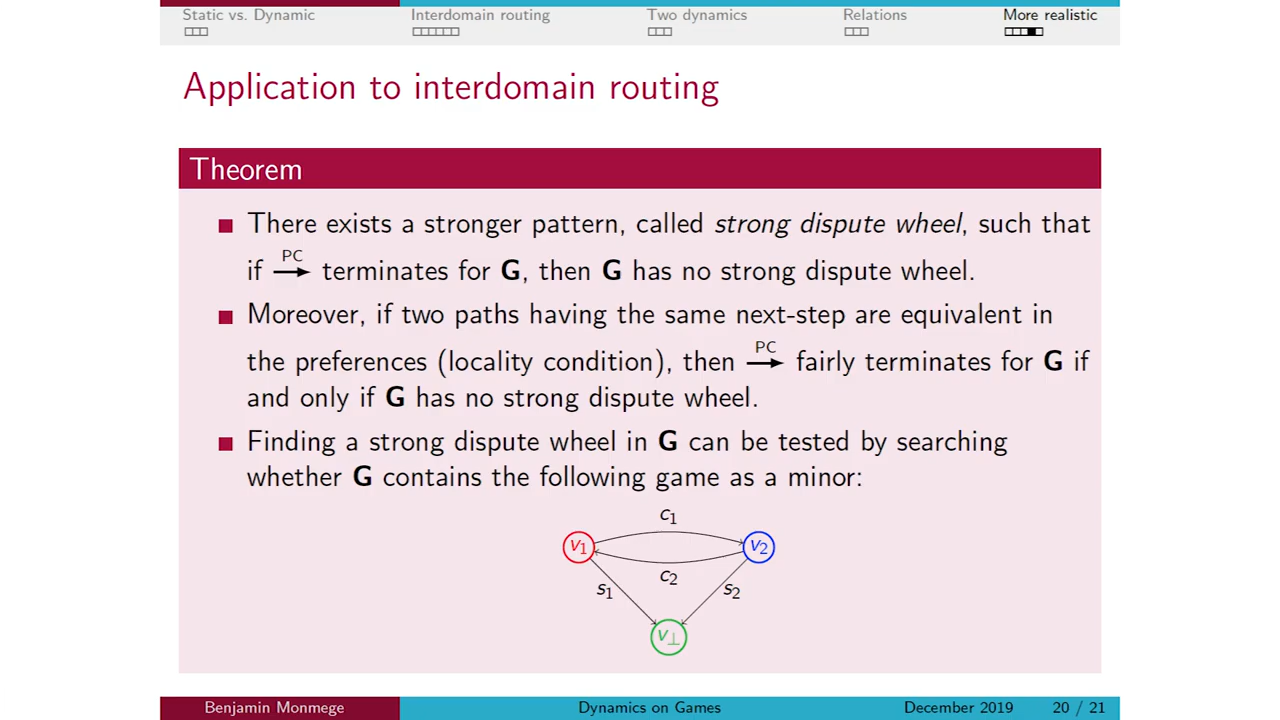 Static vs. Dynamic Interdomain routing Two dynamics Relations More realistic
Application to interdomain routing
Theorem
There exists a stronger pattern, called strong dispute wheel, such that
PC
if → terminates for G, then G has no strong dispute wheel.
Moreover, if two paths having the same next-step are equivalent in
PC
the preferences (locality condition), then → fairly terminates for G if
and only if G has no strong dispute wheel.
Finding a strong dispute wheel in G can be tested by searching
whether G contains the following game as a minor:
c₁
v₁ v₂
c₂
s₁ s₂
v⊥
Benjamin Monmege Dynamics on Games December 2019 20 / 21